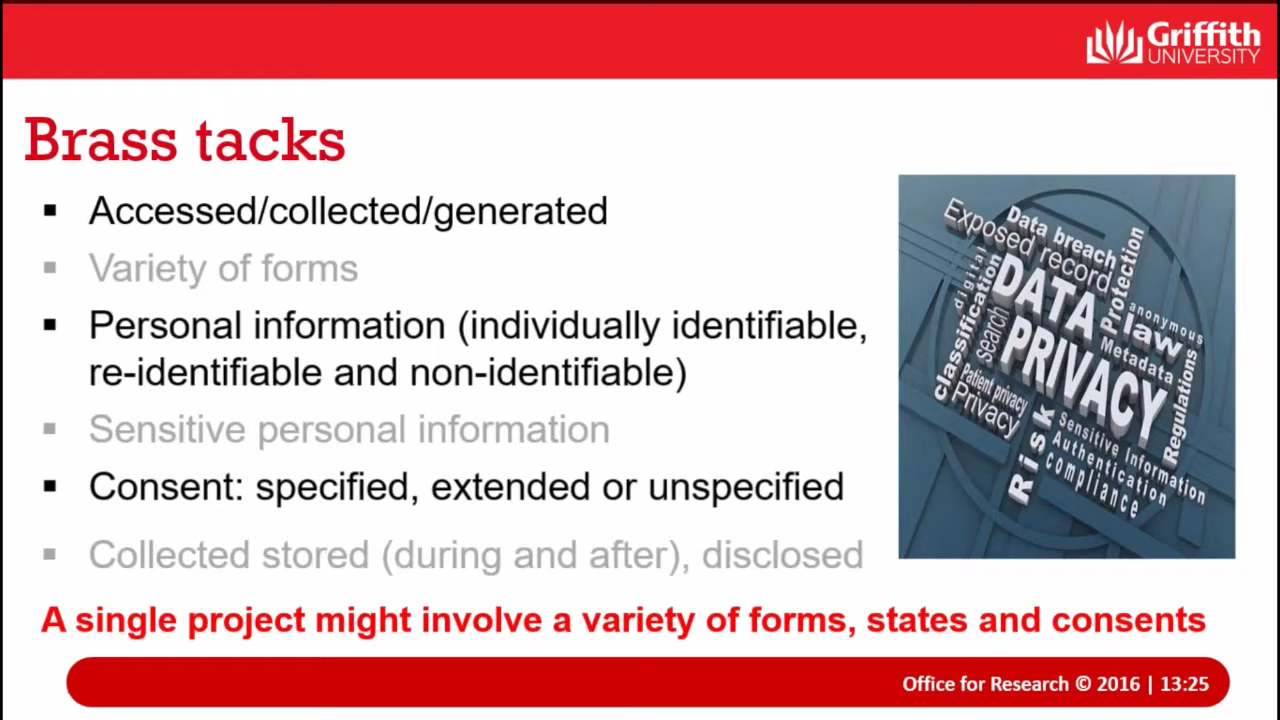 Griffith
UNIVERSITY
Brass tacks
▪ Accessed/collected/generated
▪ Variety of forms
▪ Personal information (individually identifiable,
re-identifiable and non-identifiable)
▪ Sensitive personal information
▪ Consent: specified, extended or unspecified
▪ Collected stored (during and after), disclosed
Exposed record
Data breach
Protection
digital
classification
search
DATA
PRIVACY
anonymous
law
Metadata
Regulations
Patient privacy
Privacy
Risk
Sensitive Information
Authentication
compliance
A single project might involve a variety of forms, states and consents
Office for Research © 2016 | 13:25